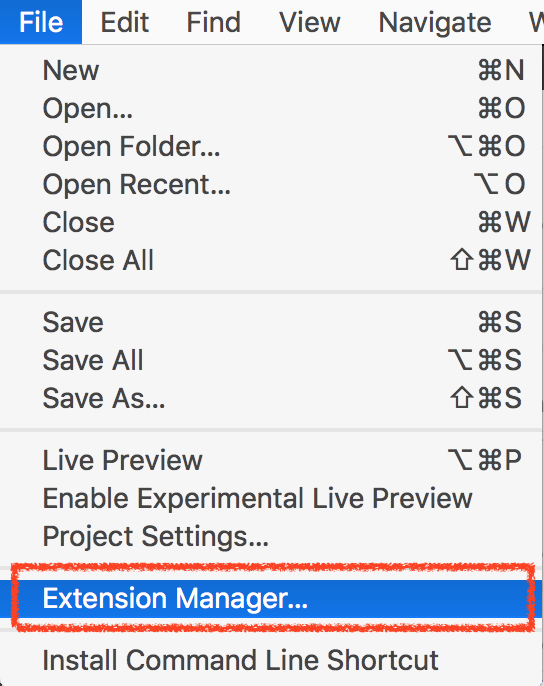 File Edit Find View Navigate
New ⌘N
Open... ⌘O
Open Folder... ⌥⌘O
Open Recent... ⌥O
Close ⌘W
Close All ⇧⌘W
Save ⌘S
Save All ⌥⌘S
Save As... ⇧⌘S
Live Preview ⌥⌘P
Enable Experimental Live Preview
Project Settings...
Extension Manager...
Install Command Line Shortcut